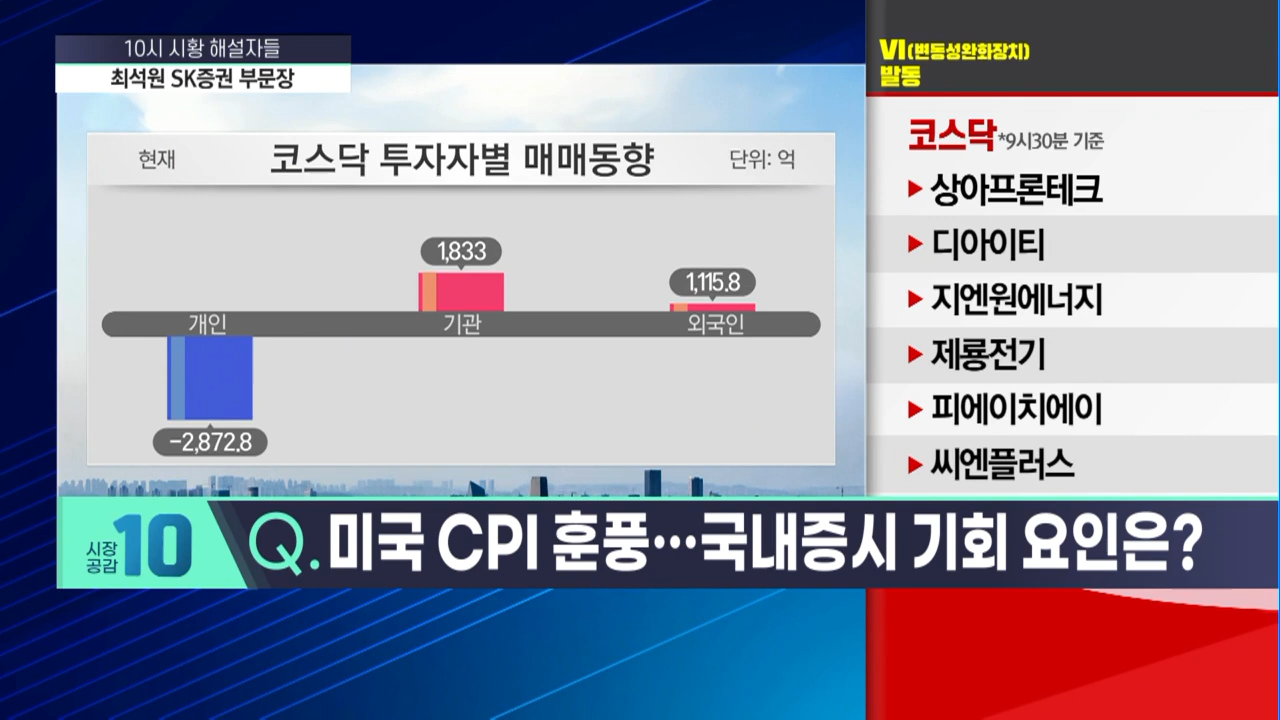 10시 시황 해설자들
최석원 SK증권 부문장
현재
코스닥 투자자별 매매동향
단위: 억
1,833
1,115.8
개인
기관
외국인
-2,872.8
VI(변동성완화장치)
발동
코스닥 *9시30분 기준
▶ 상아프론테크
▶ 디아이티
▶ 지엔원에너지
▶ 제룡전기
▶ 피에이치에이
▶ 씨엔플러스
시장
공감
10
Q. 미국 CPI 훈풍…국내증시 기회 요인은?